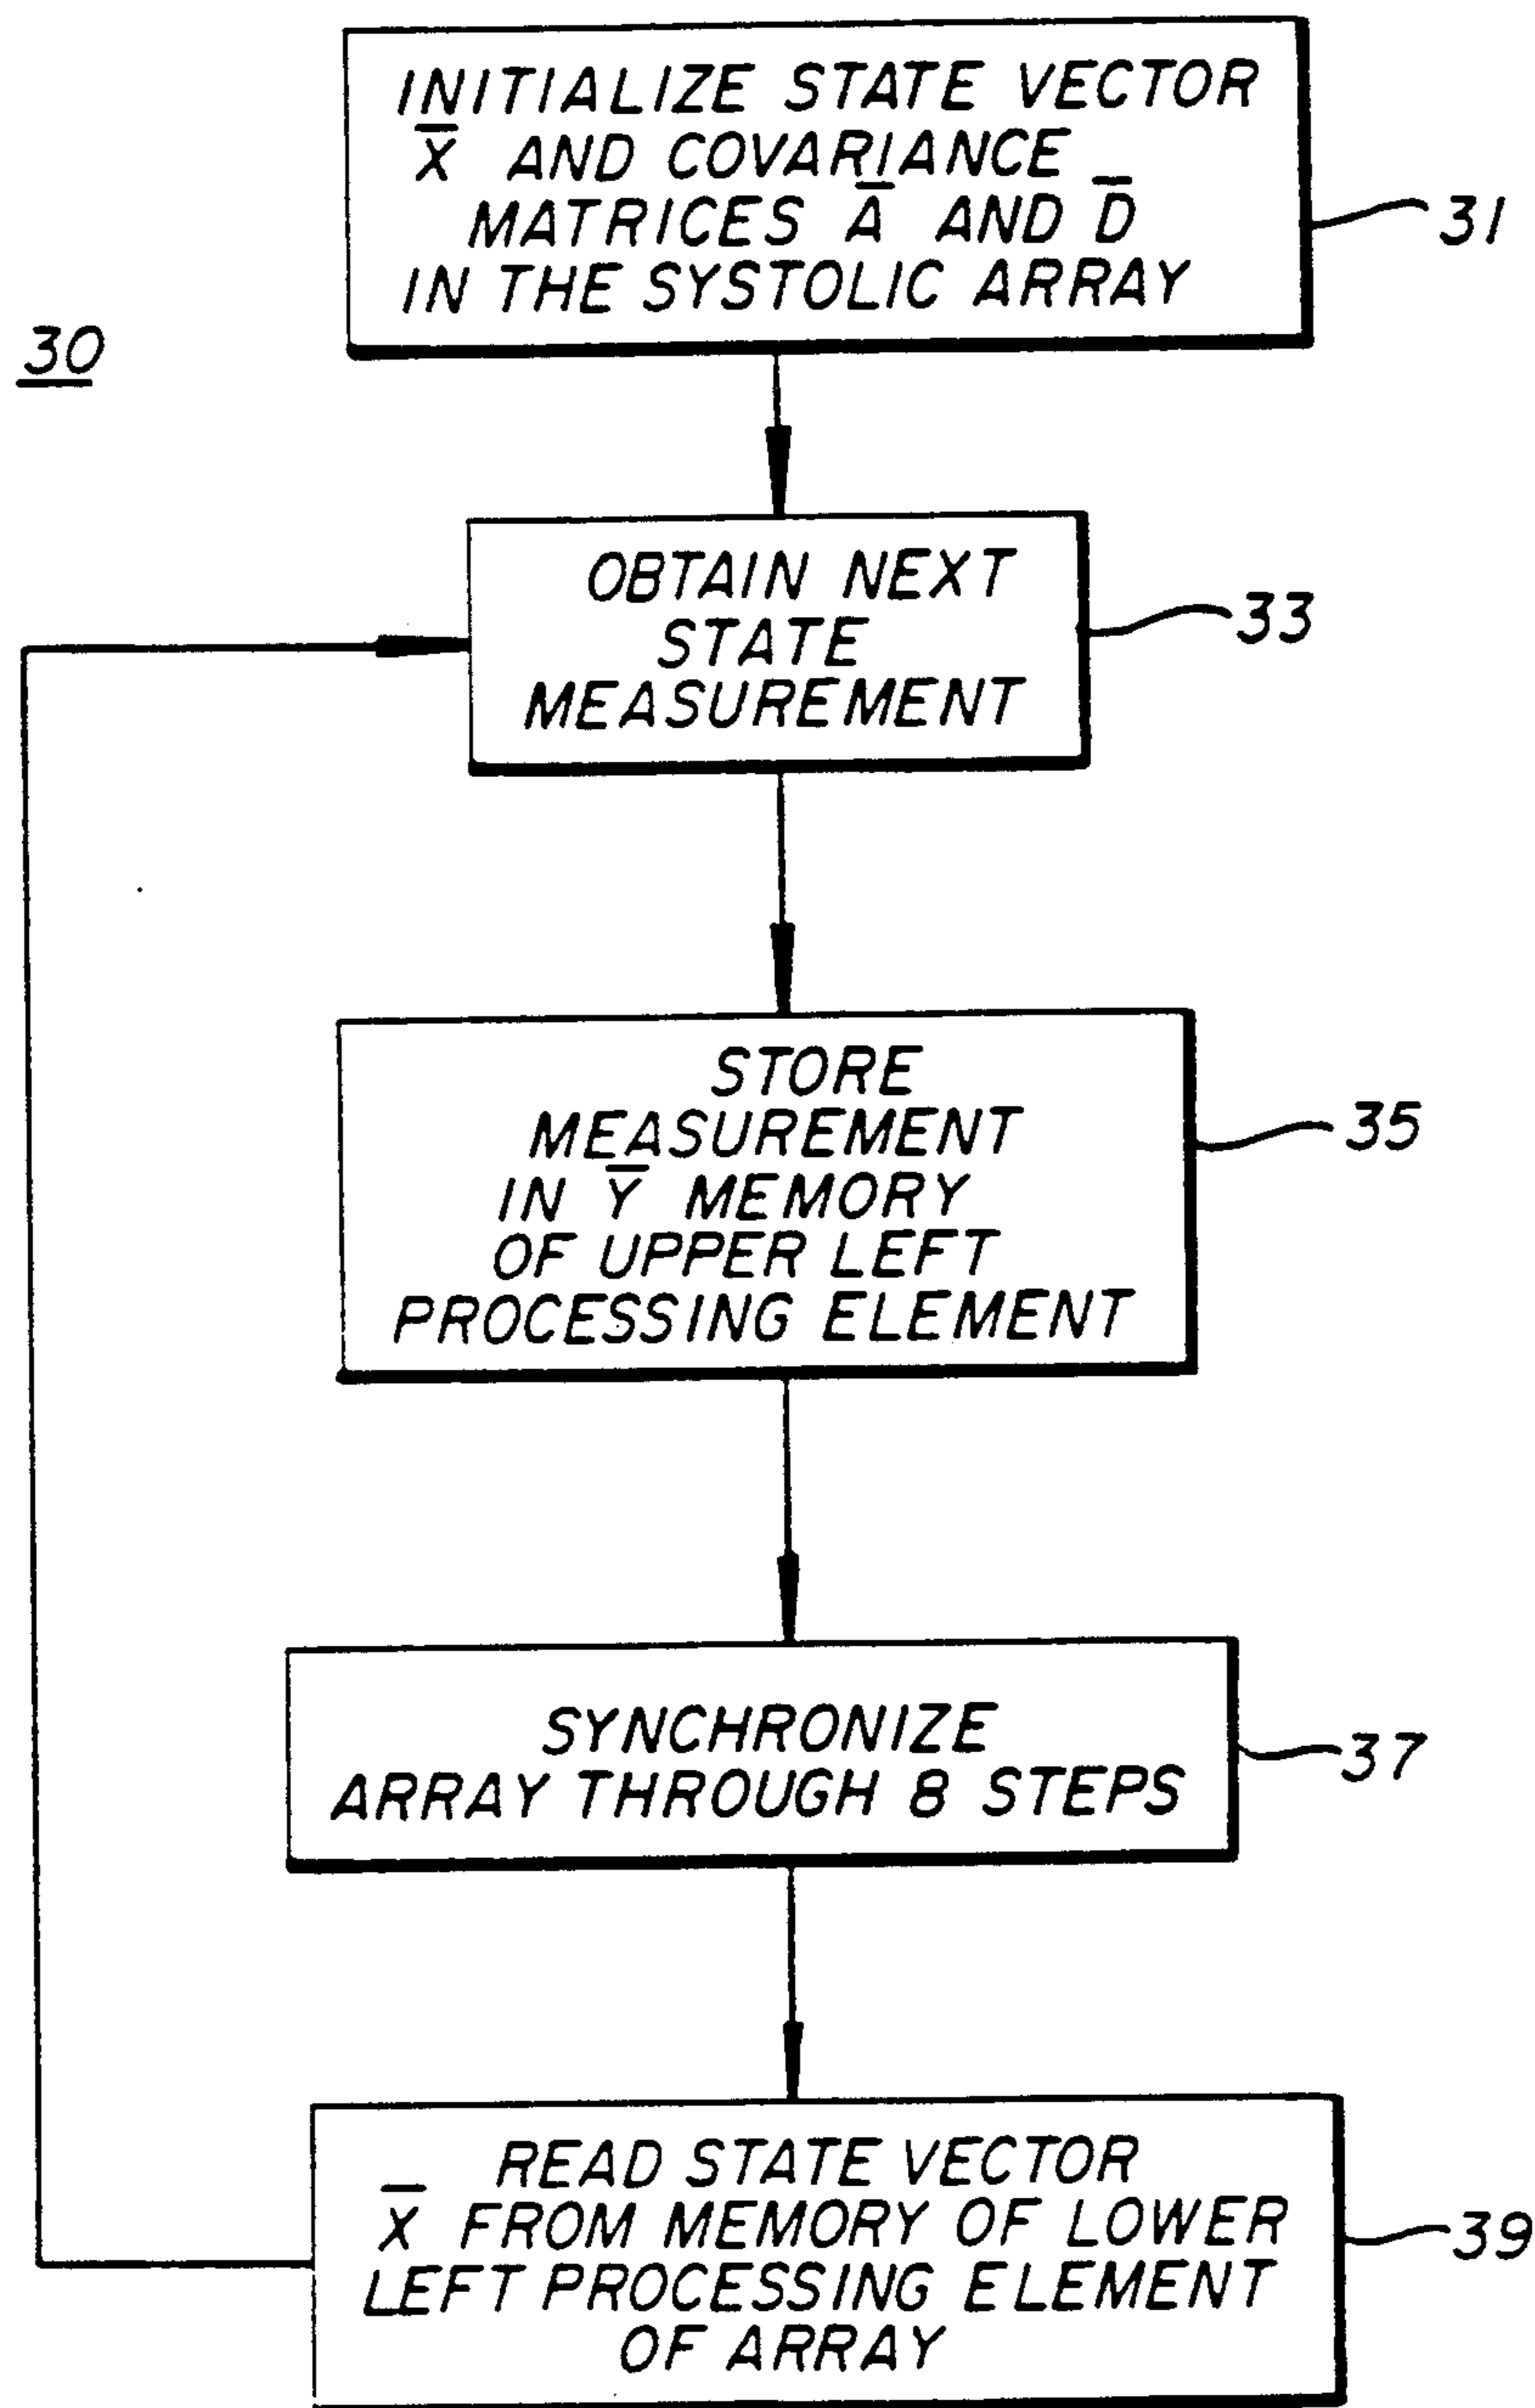 INITIALIZE STATE VECTOR
X̅ AND COVARIANCE
MATRICES A̅ AND D̅
IN THE SYSTOLIC ARRAY
31
30
OBTAIN NEXT
STATE
MEASUREMENT
33
STORE
MEASUREMENT
IN Y̅ MEMORY
OF UPPER LEFT
PROCESSING ELEMENT
35
SYNCHRONIZE
ARRAY THROUGH 8 STEPS
37
READ STATE VECTOR
X̅ FROM MEMORY OF LOWER
LEFT PROCESSING ELEMENT
OF ARRAY
39